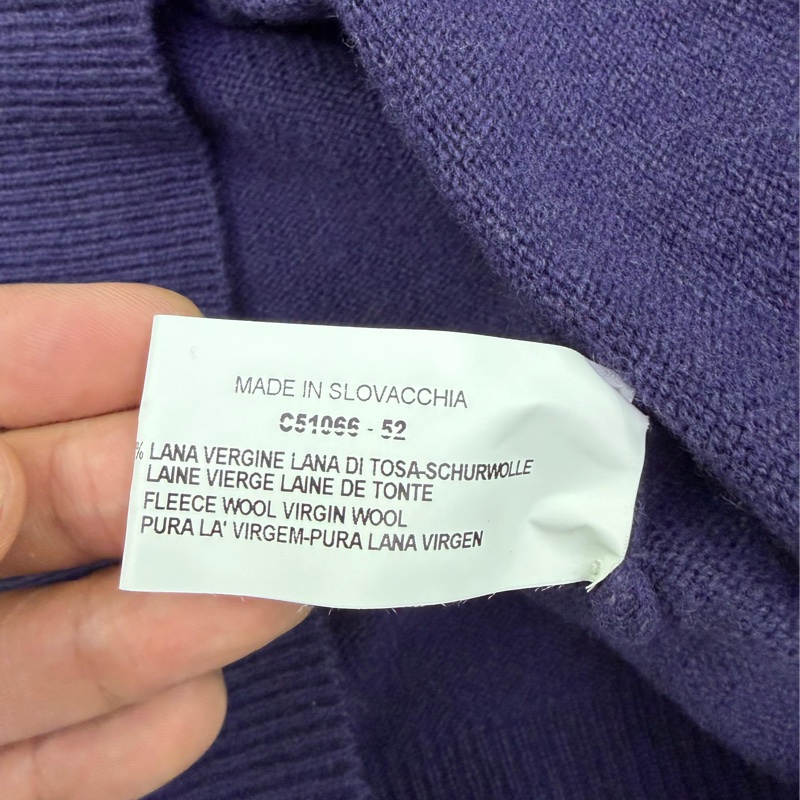 MADE IN SLOVACCHIA
C51066 - 52
% LANA VERGINE LANA DI TOSA-SCHURWOLLE
LAINE VIERGE LAINE DE TONTE
FLEECE WOOL VIRGIN WOOL
PURA LA' VIRGEM-PURA LANA VIRGEN